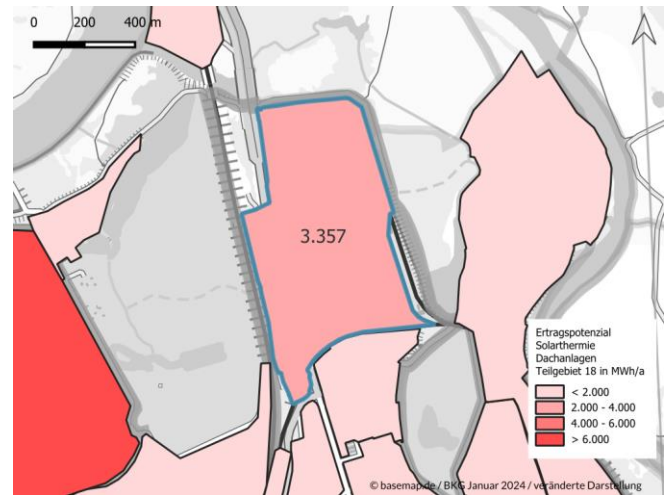 0 200 400 m
3.357
Ertragspotenzial
Solarthermie
Dachanlagen
Teilgebiet 18 in MWh/a
< 2.000
2.000 - 4.000
4.000 - 6.000
> 6.000
© basemap.de / BKG Januar 2024 / veränderte Darstellung